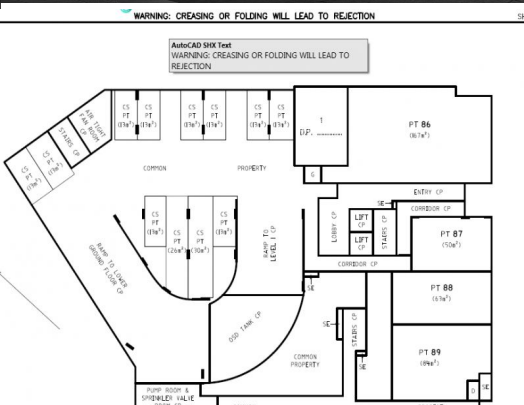 WARNING: CREASING OR FOLDING WILL LEAD TO REJECTION
SH
AutoCAD SHX Text
WARNING: CREASING OR FOLDING WILL LEAD TO
REJECTION
CS
PT
(13m²)
CS
PT
(13m²)
CS
PT
(13m²)
CS
PT
(13m²)
CS
PT
(13m²)
CS
PT
(13m²)
1
D.P. ..............
PT 86
(167m²)
AIR TIGHT
FAN ROOM
CP
STAIRS CP
CS
PT
CS
PT
COMMON
PROPERTY
G
ENTRY CP
SE
CORRIDOR CP
LOBBY CP
LIFT
CP
LIFT
CP
STAIRS CP
PT 87
(50m²)
CORRIDOR CP
CS
PT
(13m²)
CS
PT
(26m²)
CS
PT
CS
PT
(13m²)
RAMP TO
LEVEL 1 CP
RAMP TO LOWER
GROUND FLOOR CP
SE
PT 88
(63m²)
OSD TANK CP
SE
STAIRS CP
SE
COMMON
PROPERTY
PT 89
(84m²)
D
SE
PUMP ROOM &
SPRINKLER VALVE
ROOM CP